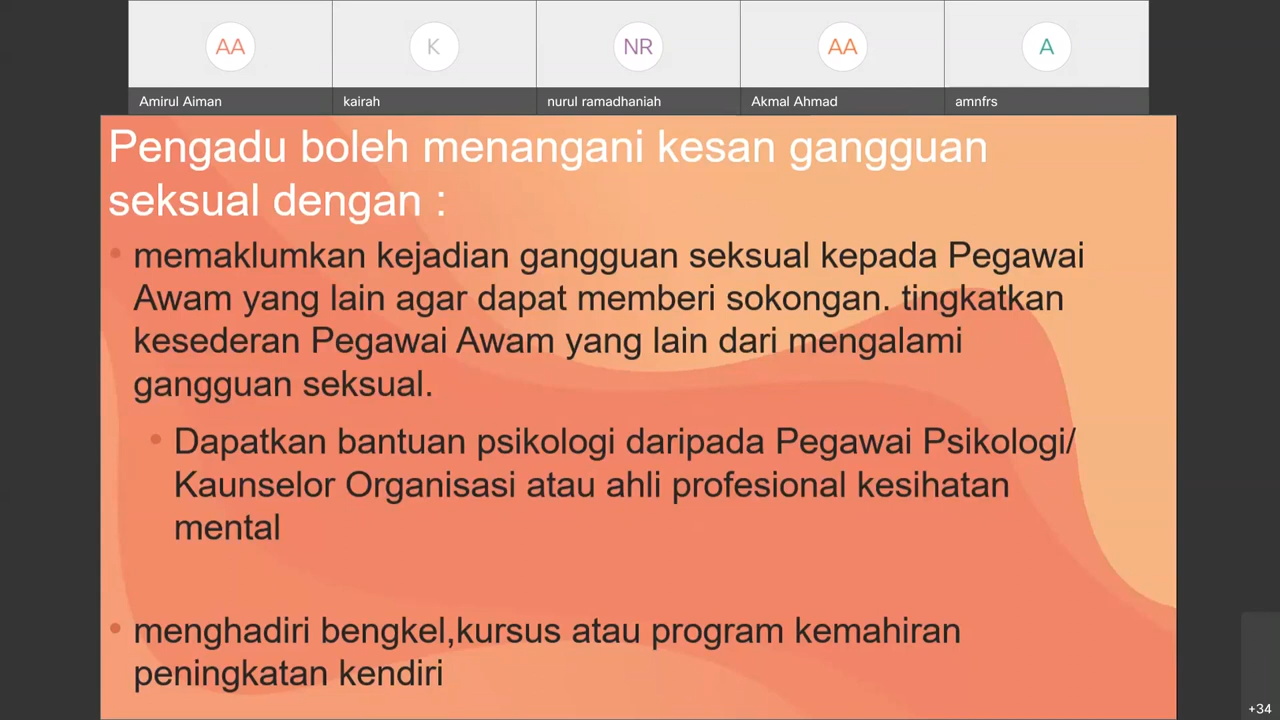 AA K NR AA A
Amirul Aiman kairah nurul ramadhaniah Akmal Ahmad amnfrs
Pengadu boleh menangani kesan gangguan
seksual dengan :
• memaklumkan kejadian gangguan seksual kepada Pegawai
Awam yang lain agar dapat memberi sokongan. tingkatkan
kesederan Pegawai Awam yang lain dari mengalami
gangguan seksual.
• Dapatkan bantuan psikologi daripada Pegawai Psikologi/
Kaunselor Organisasi atau ahli profesional kesihatan
mental
• menghadiri bengkel,kursus atau program kemahiran
peningkatan kendiri
+34